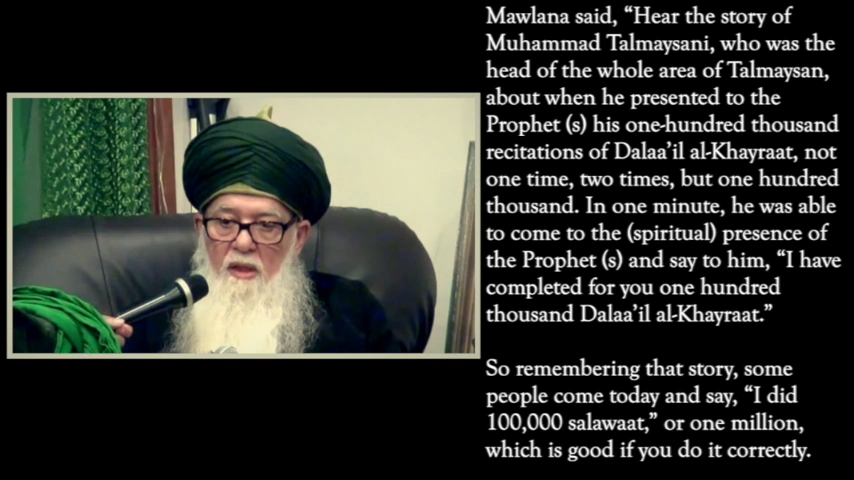 Mawlana said, “Hear the story of
Muhammad Talmaysani, who was the
head of the whole area of Talmaysan,
about when he presented to the
Prophet (s) his one-hundred thousand
recitations of Dalaa’il al-Khayraat, not
one time, two times, but one hundred
thousand. In one minute, he was able
to come to the (spiritual) presence of
the Prophet (s) and say to him, “I have
completed for you one hundred
thousand Dalaa’il al-Khayraat.”
So remembering that story, some
people come today and say, “I did
100,000 salawaat,” or one million,
which is good if you do it correctly.